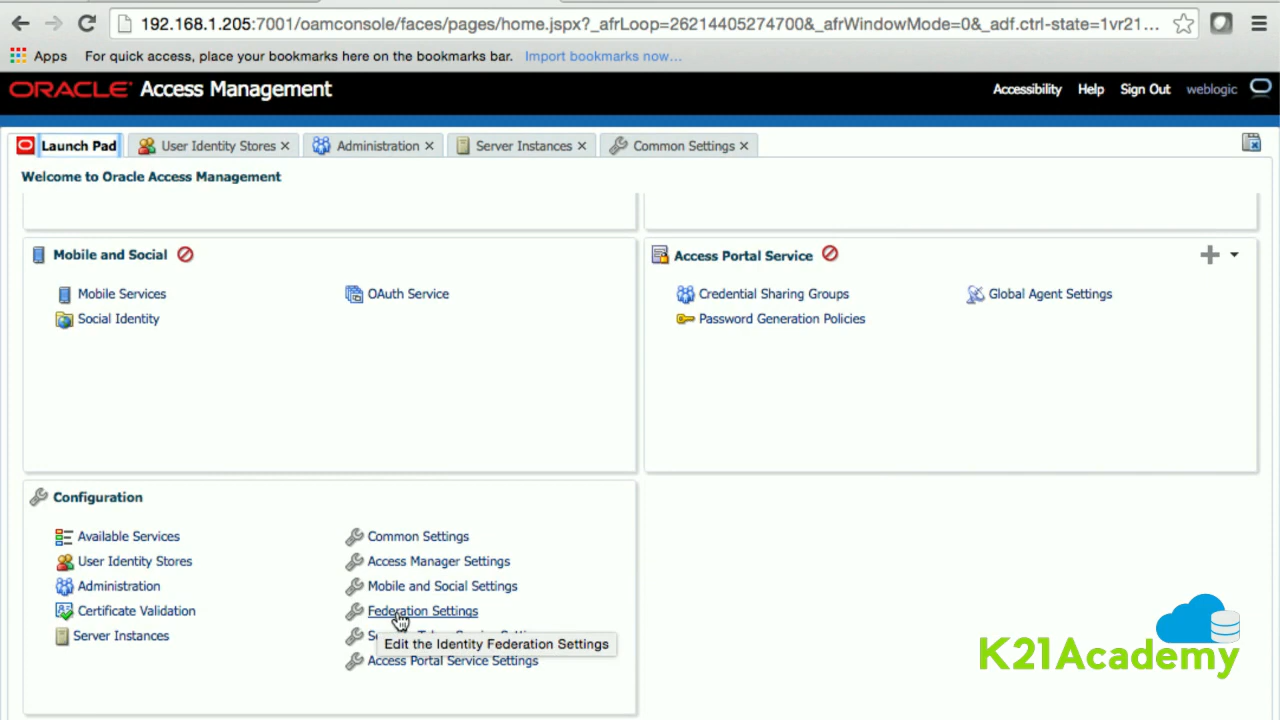 192.168.1.205:7001/oamconsole/faces/pages/home.jspx?_afrLoop=26214405274700&_afrWindowMode=0&_adf.ctrl-state=1vr21...
Apps For quick access, place your bookmarks here on the bookmarks bar. Import bookmarks now...
ORACLE Access Management
Accessibility Help Sign Out weblogic
Launch Pad User Identity Stores Administration Server Instances Common Settings
Welcome to Oracle Access Management
Mobile and Social
Mobile Services OAuth Service
Social Identity
Access Portal Service
Credential Sharing Groups Global Agent Settings
Password Generation Policies
Configuration
Available Services Common Settings
User Identity Stores Access Manager Settings
Administration Mobile and Social Settings
Certificate Validation Federation Settings
Server Instances
Edit the Identity Federation Settings
Access Portal Service Settings
K21Academy